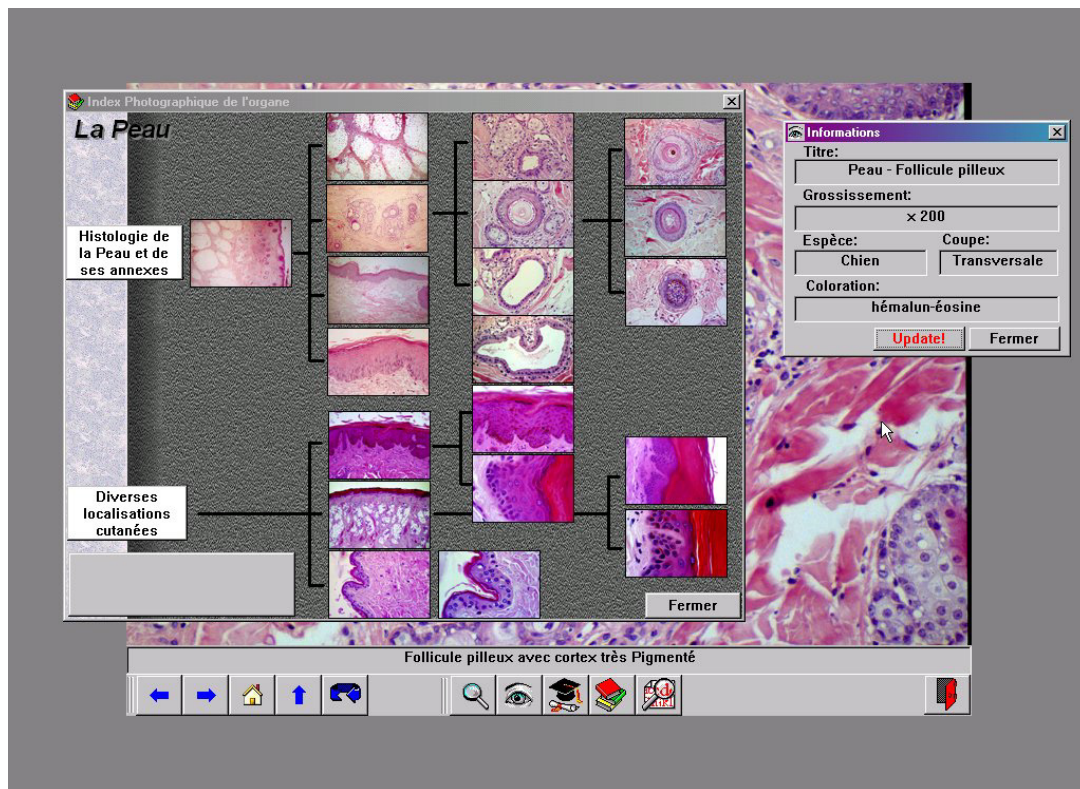 Index Photographique de l'organe
La Peau
Histologie de
la Peau et de
ses annexes
Diverses
localisations
cutanées
Fermer
Informations
Titre:
Peau - Follicule pilleux
Grossissement:
x 200
Espèce:
Coupe:
Chien
Transversale
Coloration:
hémalun-éosine
Update!
Fermer
Follicule pilleux avec cortex très Pigmenté